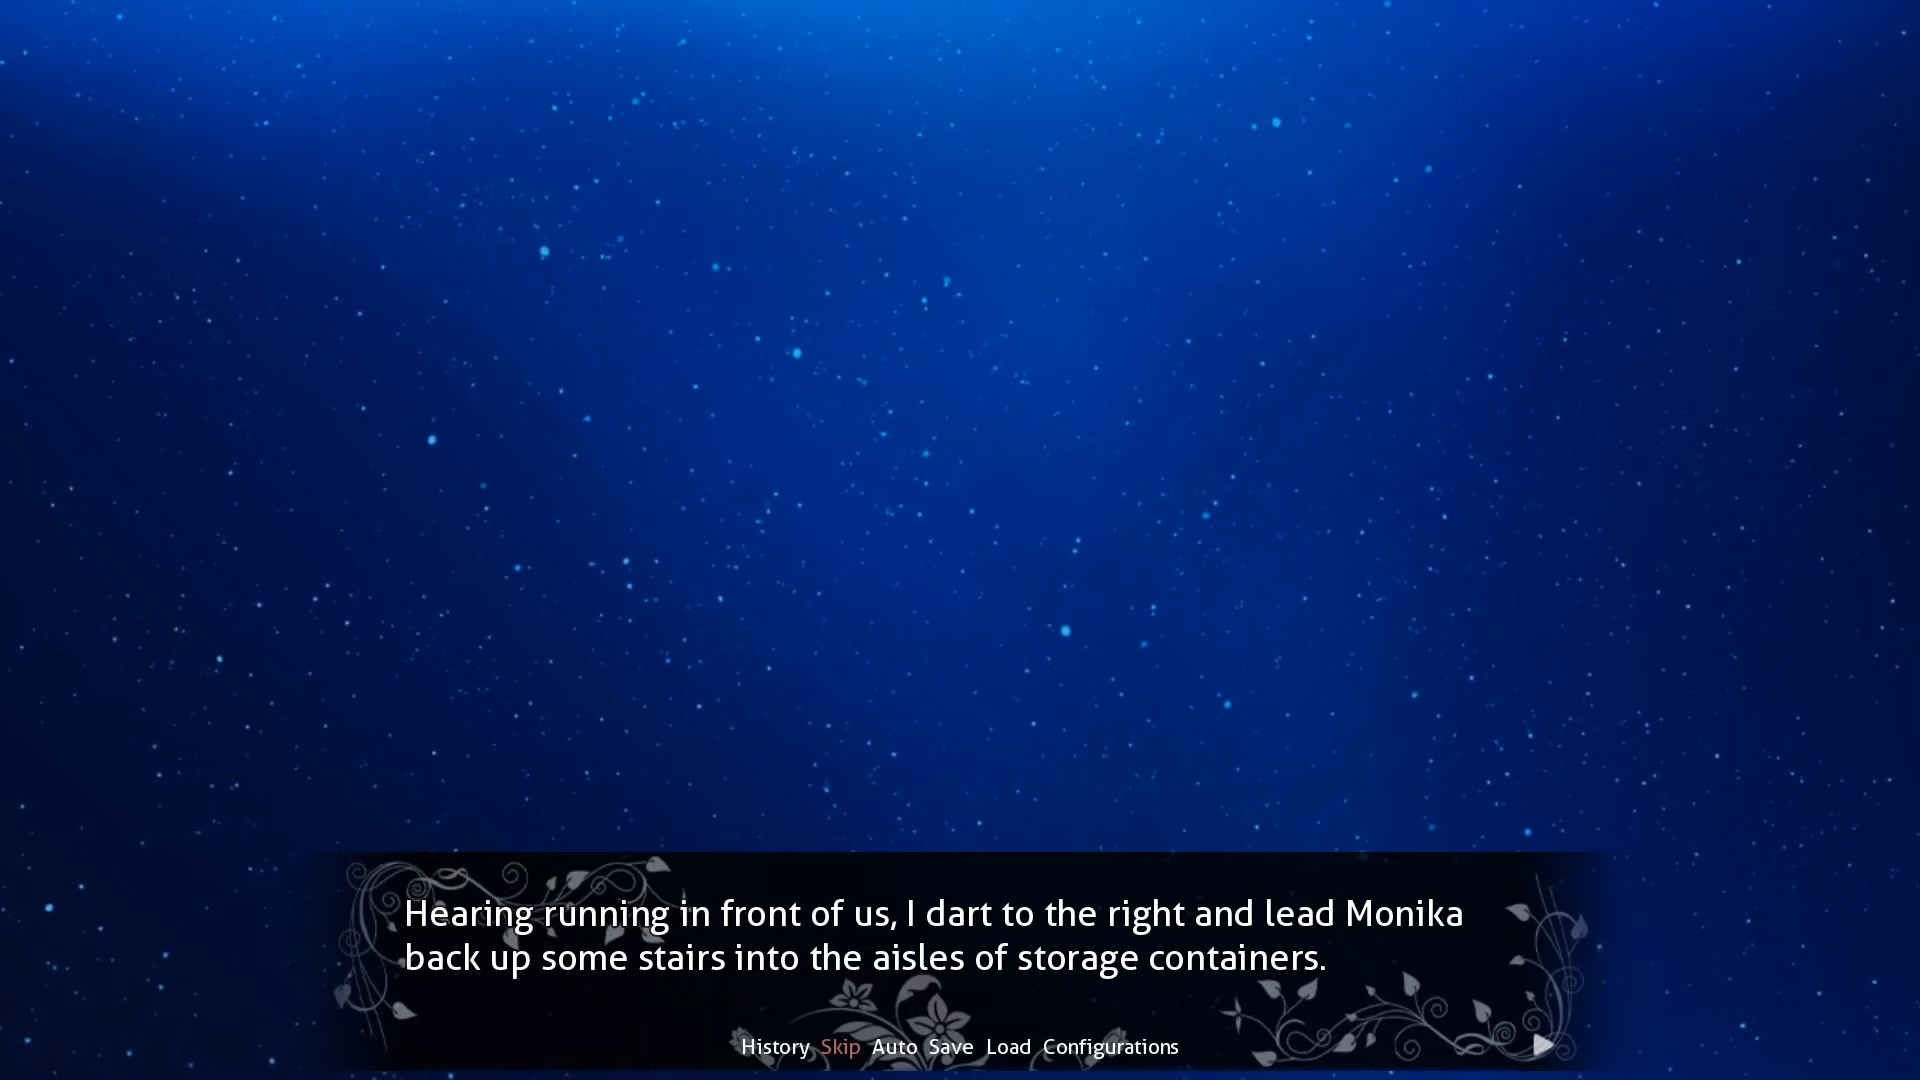 Hearing running in front of us, I dart to the right and lead Monika
back up some stairs into the aisles of storage containers.
History Skip Auto Save Load Configurations